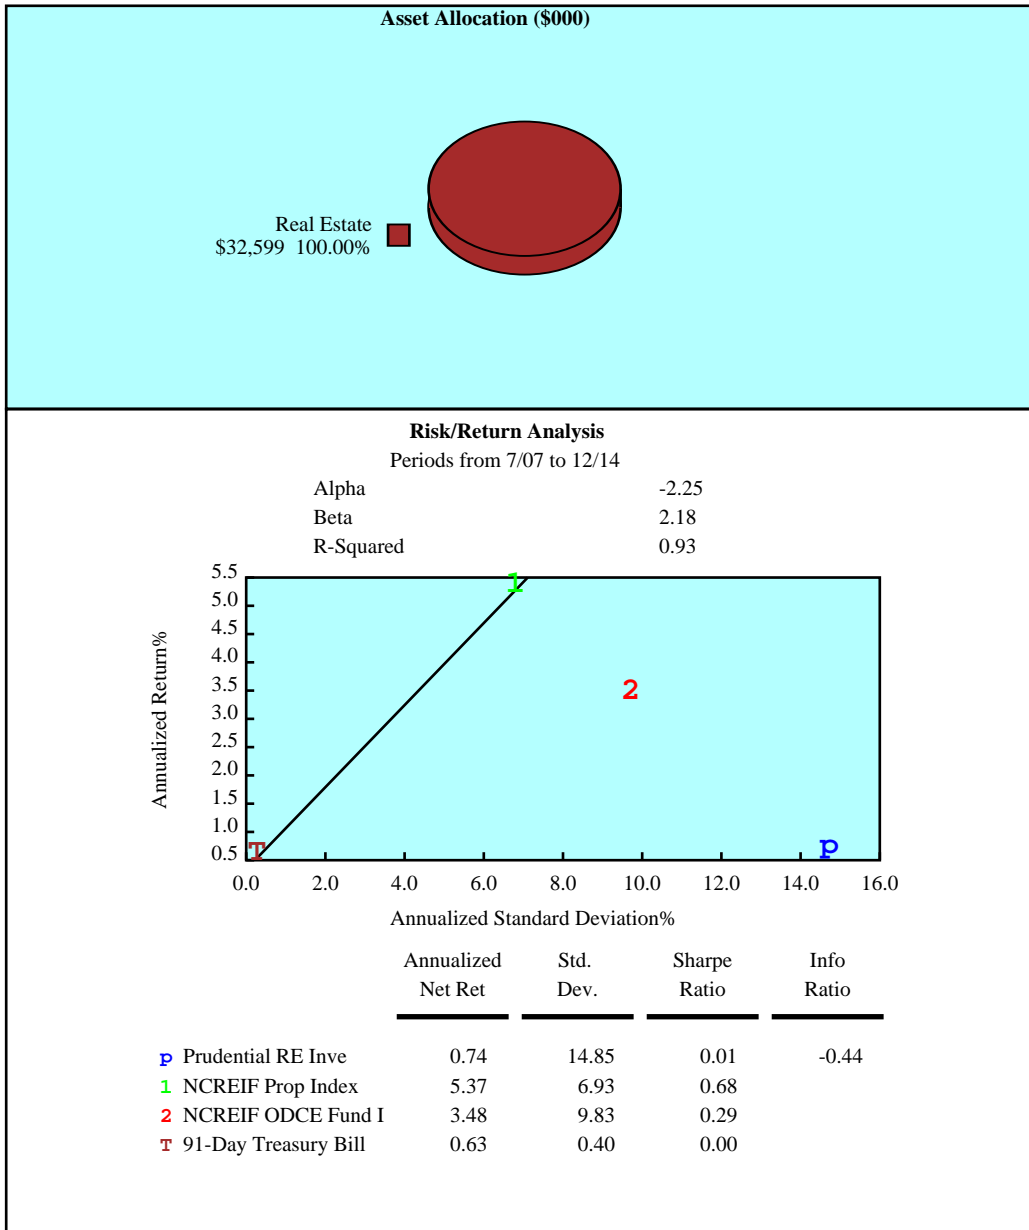 Asset Allocation ($000)
Real Estate
$32,599 100.00%
Risk/Return Analysis
Periods from 7/07 to 12/14
Alpha -2.25
Beta 2.18
R-Squared 0.93
Annualized Return%
5.5
5.0
4.5
4.0
3.5
3.0
2.5
2.0
1.5
1.0
0.5
1
2
T
p
0.0 2.0 4.0 6.0 8.0 10.0 12.0 14.0 16.0
Annualized Standard Deviation%
Annualized Std. Sharpe Info
Net Ret Dev. Ratio Ratio
p Prudential RE Inve 0.74 14.85 0.01 -0.44
1 NCREIF Prop Index 5.37 6.93 0.68
2 NCREIF ODCE Fund I 3.48 9.83 0.29
T 91-Day Treasury Bill 0.63 0.40 0.00